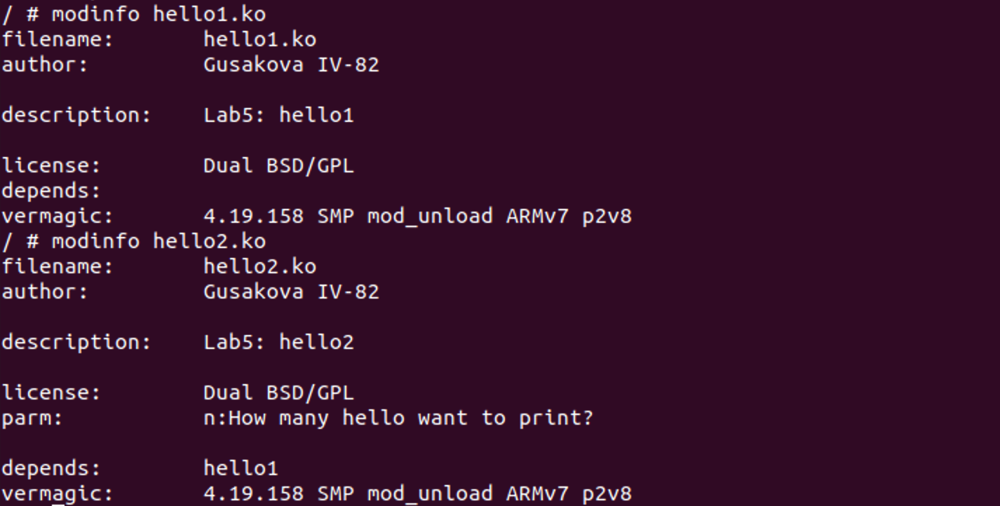 / # modinfo hello1.ko
filename:       hello1.ko
author:         Gusakova IV-82
description:    Lab5: hello1
license:        Dual BSD/GPL
depends:
vermagic:       4.19.158 SMP mod_unload ARMv7 p2v8
/ # modinfo hello2.ko
filename:       hello2.ko
author:         Gusakova IV-82
description:    Lab5: hello2
license:        Dual BSD/GPL
parm:           n:How many hello want to print?
depends:        hello1
vermagic:       4.19.158 SMP mod_unload ARMv7 p2v8